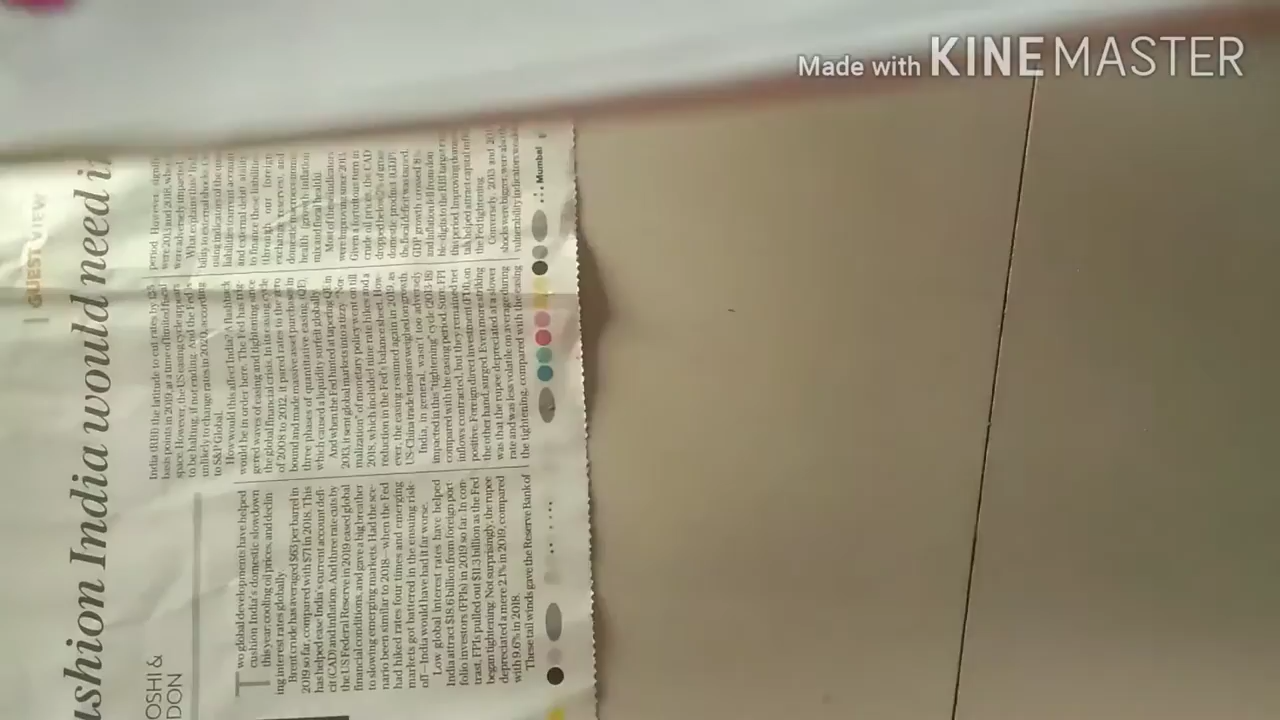 Made with KINEMASTER
GUEST VIEW
ushion India would need i
OSHI &
DON
Two global developments have helped
cushion India's domestic slowdown
this year: cooling oil prices, and declin-
ing interest rates globally.
Brent crude has averaged $63 per barrel in
2019 so far, compared with $71 in 2018. This
has helped ease India's current account defi-
cit (CAD) and inflation. And three rate cuts by
the US Federal Reserve in 2019 eased global
financial conditions, and gave a big breather
to slowing emerging markets. Had the sce-
nario been similar to 2018—when the Fed
had hiked rates four times and emerging
markets got battered in the ensuing risk-
off—India would have had it far worse.
Low global interest rates have helped
India attract $18.6 billion from foreign port-
folio investors (FPIs) in 2019 so far. In con-
trast, FPIs pulled out $11.3 billion as the Fed
began tightening. Not surprisingly, the rupee
depreciated a mere 2.1% in 2019, compared
with 9.6% in 2018.
These tail winds gave the Reserve Bank of
India (RBI) the latitude to cut rates by 135
basis points in 2019, at a time of limited fiscal
space. However, the US easing cycle appears
to be halting, if not ending. And the Fed is
unlikely to change rates in 2020, according
to S&P Global.
How would this affect India? A flashback
would be in order here. The Fed has trig-
gered waves of easing and tightening since
the global financial crisis. In its easing cycle
of 2008 to 2012, it pared rates to the zero
bound and made massive asset purchases in
three phases of quantitative easing (QE),
which caused a liquidity surfeit globally.
And when the Fed hinted at tapering QE in
2013, it sent global markets into a tizzy. "Nor-
malization" of monetary policy went on till
2018, which included nine rate hikes and a
reduction in the Fed's balance sheet. How-
ever, the easing resumed again in 2019, as
US-China trade tensions weighed on growth.
India, in general, wasn't too adversely
impacted in this "tightening" cycle (2013-18)
compared with the easing period. Sure, FPI
inflows contracted, but they remained net
positive. Foreign direct investment (FDI), on
the other hand, surged. Even more striking
was that the rupee depreciated at a slower
rate and was less volatile on average during
the tightening, compared with the easing
period. However, signifi
were 2013 and 2018, whe
were adversely impacted.
What explains this? In
bility to external shocks
using indicators of the
liabilities (current account
and external debt)
to finance these liabilities
(through our foreign
exchange reserves), and
domestic macroeconomic
health (growth-inflation
mix and fiscal health).
Most of these indicators
were improving since 2013.
Given a fortuitous turn in
crude oil prices, the CAD
dropped below 2% of gross
domestic product (GDP),
the fiscal deficit was
GDP growth crossed 8%
and inflation fell from dou
ble-digits to the RBI target
this period. Improving
tals helped attract capital
the Fed tightening.
Conversely, 2013 and 201
shocks were bigger, were also
vulnerability indicators
Mumbai